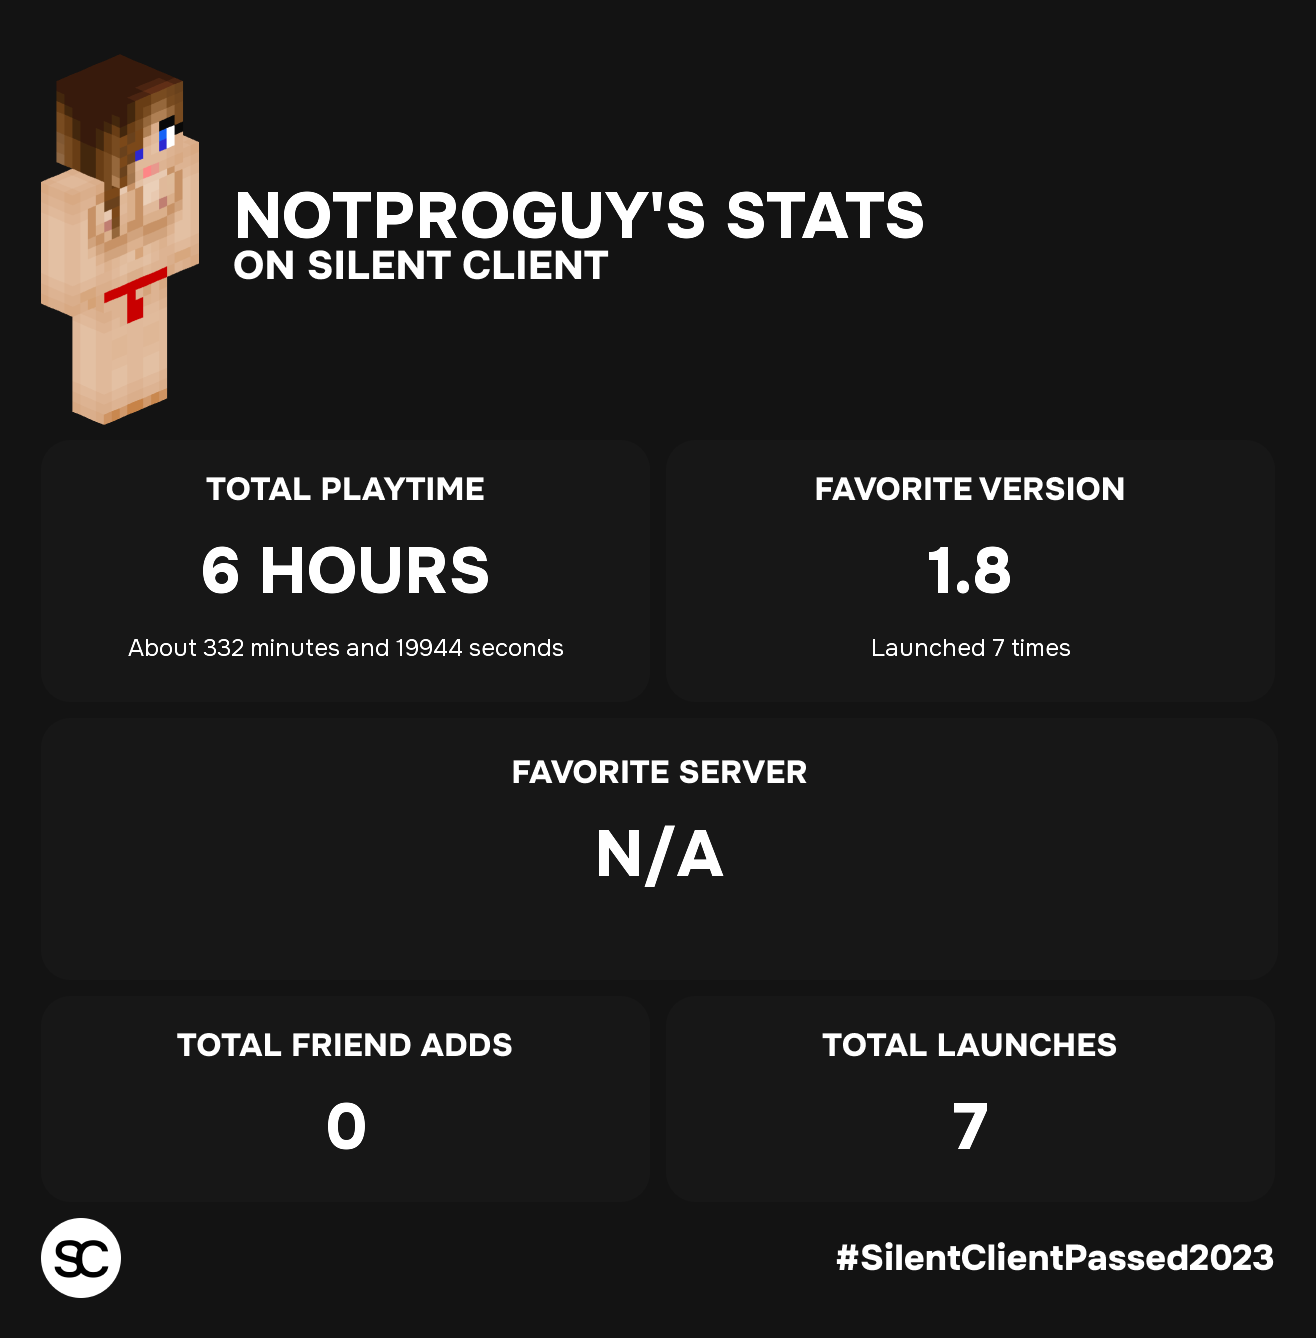 NOTPROGUY'S STATS
ON SILENT CLIENT
TOTAL PLAYTIME
6 HOURS
About 332 minutes and 19944 seconds
FAVORITE VERSION
1.8
Launched 7 times
FAVORITE SERVER
N/A
TOTAL FRIEND ADDS
0
TOTAL LAUNCHES
7
SC
#SilentClientPassed2023